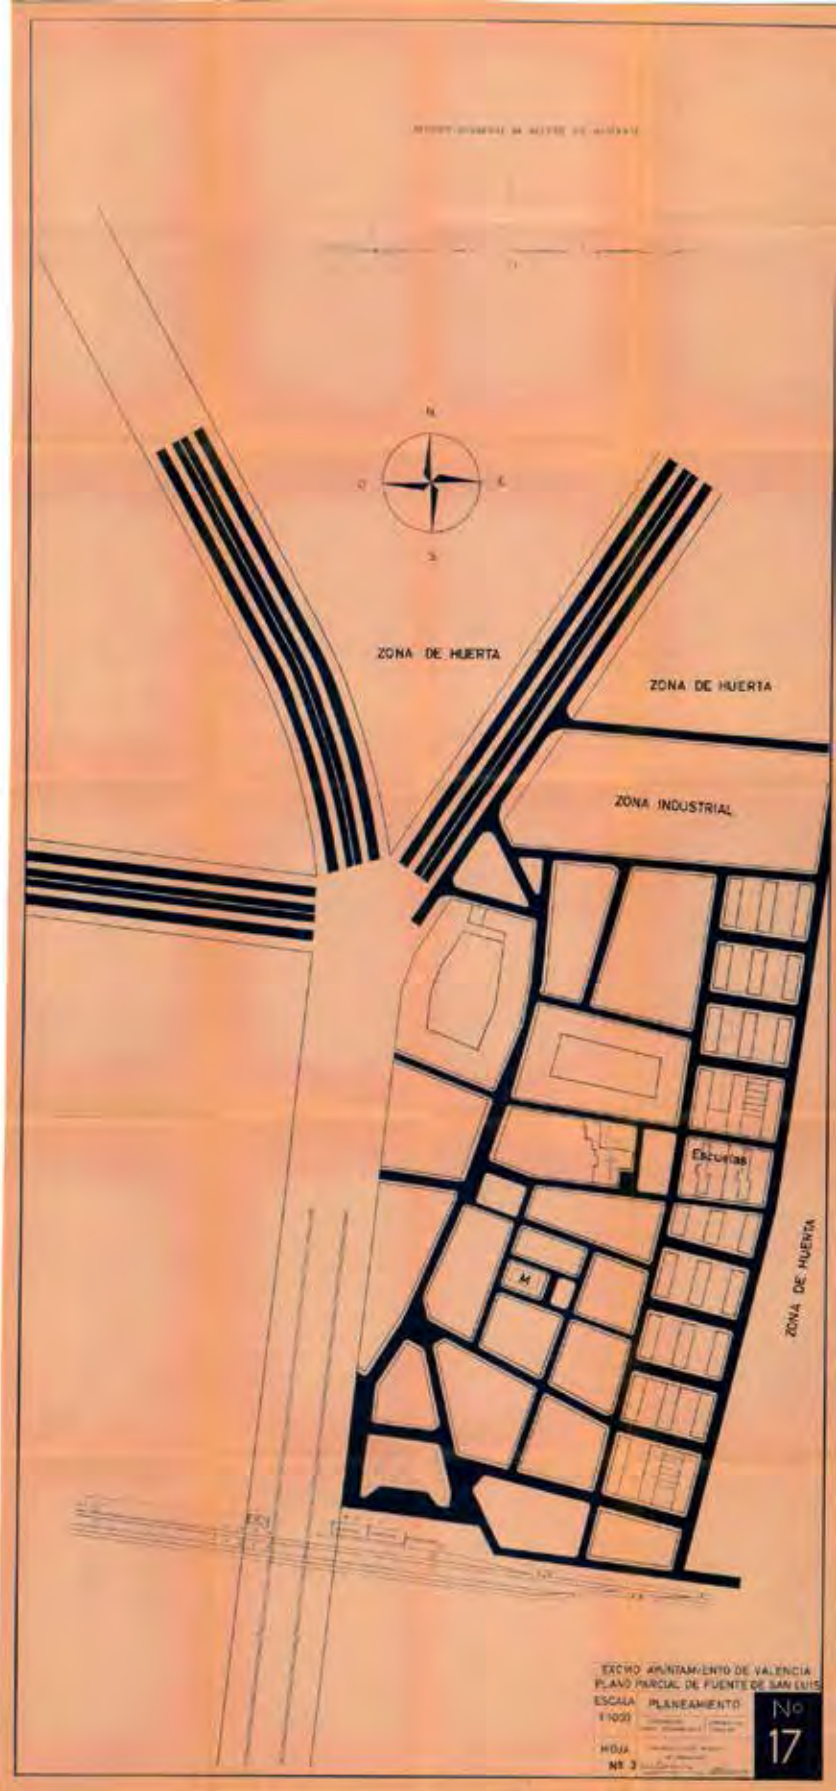 N
O E
S
ZONA DE HUERTA
ZONA DE HUERTA
ZONA INDUSTRIAL
Escuelas
M
ZONA DE HUERTA
EXCMO AYUNTAMIENTO DE VALENCIA
PLANO PARCIAL DE FUENTE DE SAN LUIS
ESCALA PLANEAMIENTO
HOJA
Nº 3
Nº
17